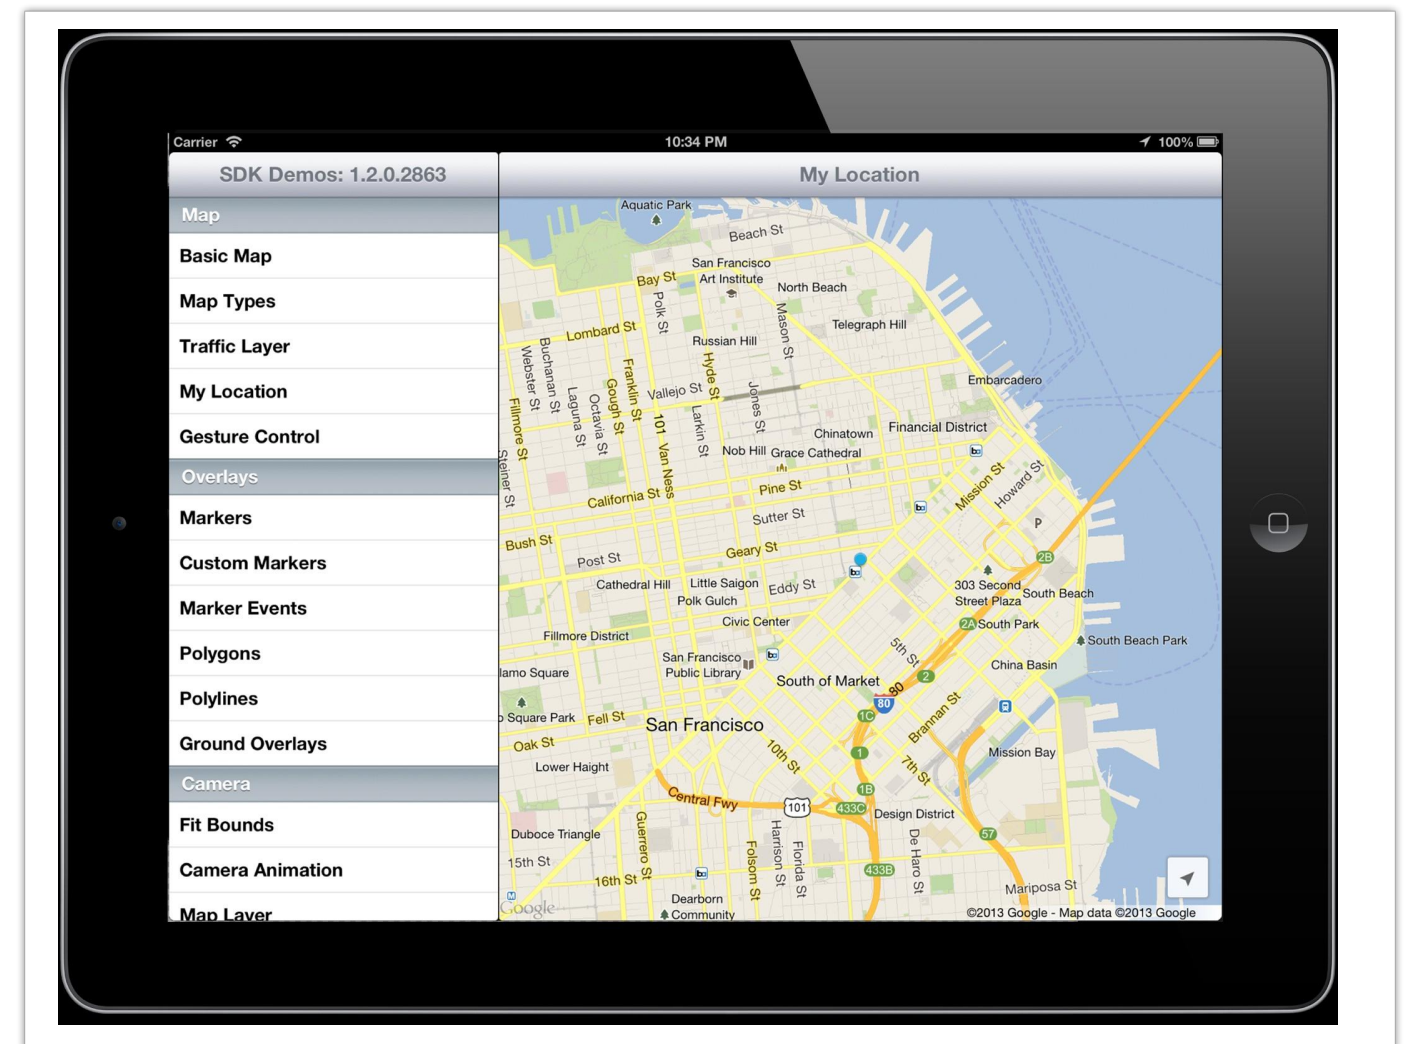 Carrier
10:34 PM
100%
SDK Demos: 1.2.0.2863
My Location
Map
Basic Map
Map Types
Traffic Layer
My Location
Gesture Control
Overlays
Markers
Custom Markers
Marker Events
Polygons
Polylines
Ground Overlays
Camera
Fit Bounds
Camera Animation
Map Layer
Aquatic Park
Beach St
San Francisco
Art Institute
Bay St
North Beach
Polk St
Mason St
Telegraph Hill
Lombard St
Russian Hill
Buchanan St
Webster St
Franklin St
Hyde St
Gough St
Vallejo St
Jones St
Embarcadero
Laguna St
Octavia St
Fillmore St
101
Larkin St
Chinatown
Financial District
Van Ness
Nob Hill
Grace Cathedral
Steiner St
California St
Pine St
Mission St
Howard St
Sutter St
P
Bush St
Post St
Geary St
2B
Cathedral Hill
Little Saigon
Eddy St
303 Second
Street Plaza
South Beach
Polk Gulch
Civic Center
2A
South Park
Fillmore District
5th St
South Beach Park
San Francisco
Public Library
China Basin
lamo Square
South of Market
2
80
80
o Square Park
Fell St
1C
Brannan St
San Francisco
Oak St
10th St
1
Mission Bay
Lower Haight
7th St
Central Fwy
1B
101
433C
Design District
Duboce Triangle
Guerrero St
Harrison St
57
Folsom St
Florida St
De Haro St
15th St
433B
16th St
Mariposa St
M
Dearborn
Community
Google
©2013 Google - Map data ©2013 Google